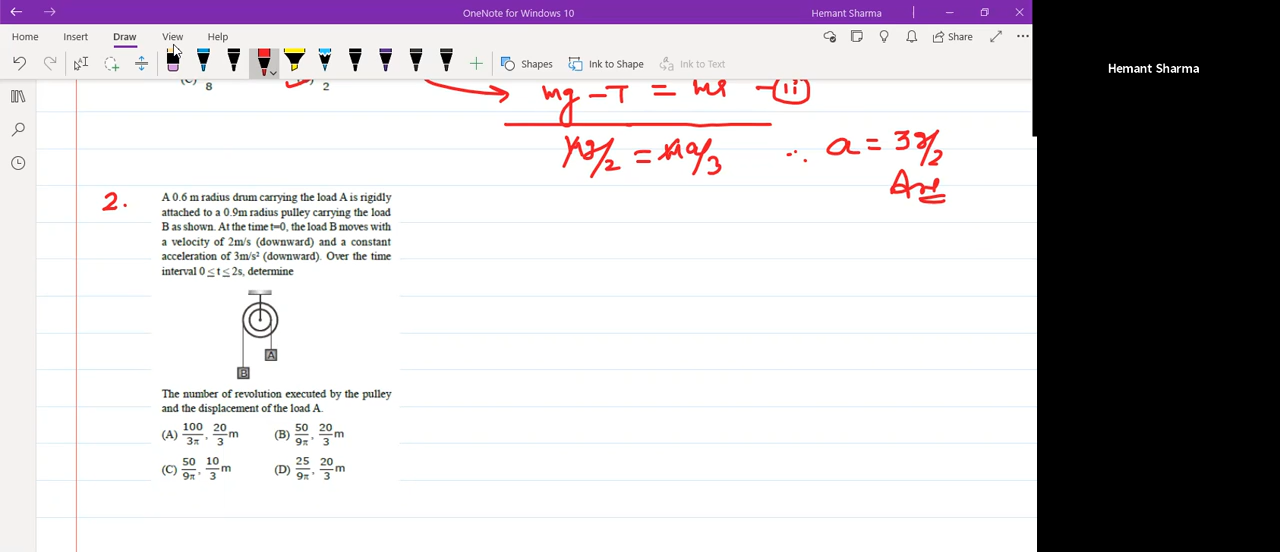 OneNote for Windows 10
Hemant Sharma
Home Insert Draw View Help
Share
Shapes Ink to Shape Ink to Text
Hemant Sharma
8 2
mg - T = ma - (ii)
mg/2 = ma/3 ∴ a = 3g/2
Ans
2. A 0.6 m radius drum carrying the load A is rigidly
attached to a 0.9m radius pulley carrying the load
B as shown. At the time t=0, the load B moves with
a velocity of 2m/s (downward) and a constant
acceleration of 3m/s² (downward). Over the time
interval 0 ≤ t ≤ 2s, determine
A
B
The number of revolution executed by the pulley
and the displacement of the load A.
(A) 100/3π, 20/3 m (B) 50/9π, 20/3 m
(C) 50/9π, 10/3 m (D) 25/9π, 20/3 m